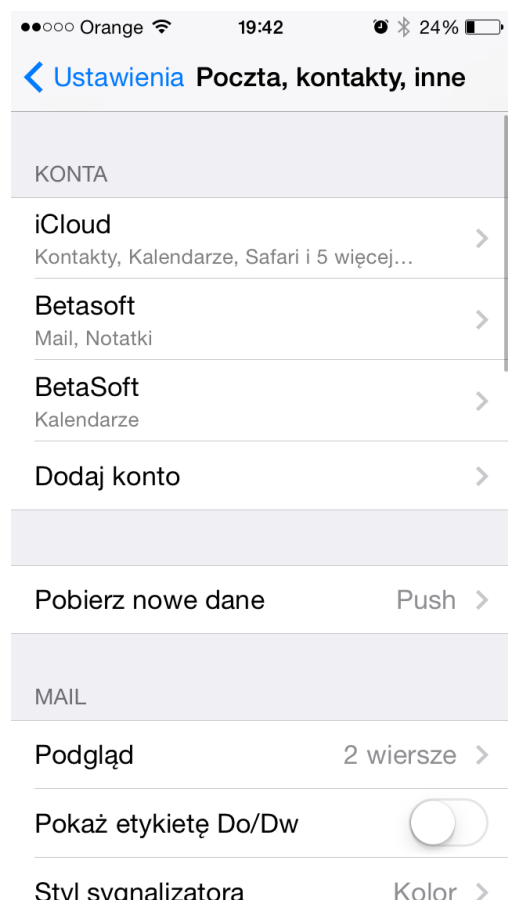 Orange 19:42 24%
Ustawienia Poczta, kontakty, inne
KONTA
iCloud
Kontakty, Kalendarze, Safari i 5 więcej...
Betasoft
Mail, Notatki
BetaSoft
Kalendarze
Dodaj konto
Pobierz nowe dane Push
MAIL
Podgląd 2 wiersze
Pokaż etykietę Do/Dw
Styl sygnalizatora Kolor